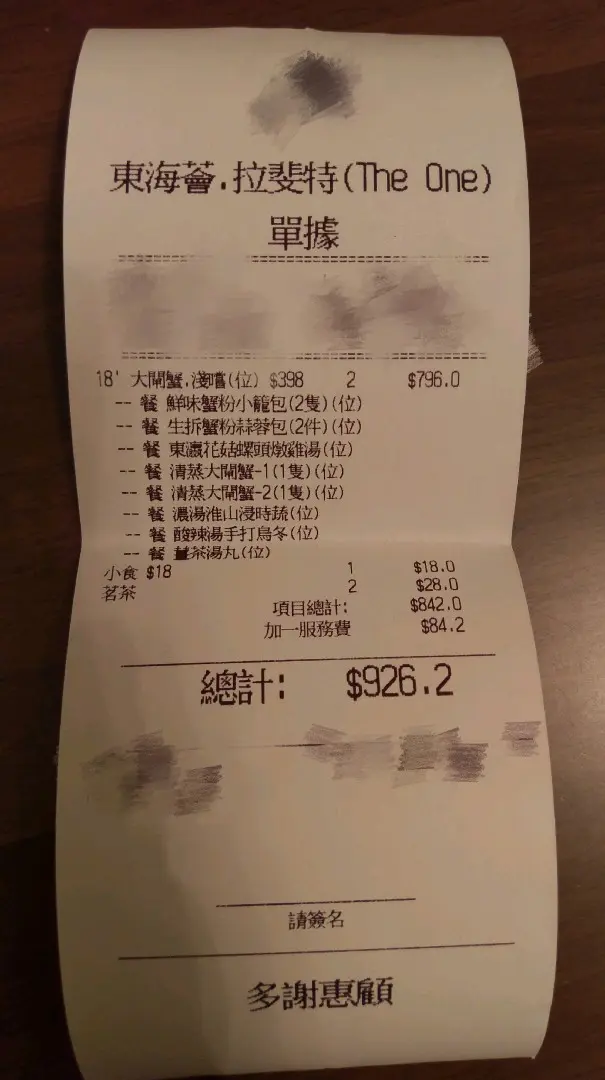 東海薈.拉斐特(The One)
單據
18' 大閘蟹.淺嚐(位) $398 2 $796.0
-- 餐 鮮味蟹粉小籠包(2隻)(位)
-- 餐 生拆蟹粉蒜蓉包(2件)(位)
-- 餐 東瀛花菇螺頭燉雞湯(位)
-- 餐 清蒸大閘蟹-1(1隻)(位)
-- 餐 清蒸大閘蟹-2(1隻)(位)
-- 餐 濃湯淮山浸時蔬(位)
-- 餐 酸辣湯手打烏冬(位)
-- 餐 薑茶湯丸(位)
小食 $18 1 $18.0
茗茶 2 $28.0
項目總計: $842.0
加一服務費 $84.2
總計: $926.2
請簽名
多謝惠顧